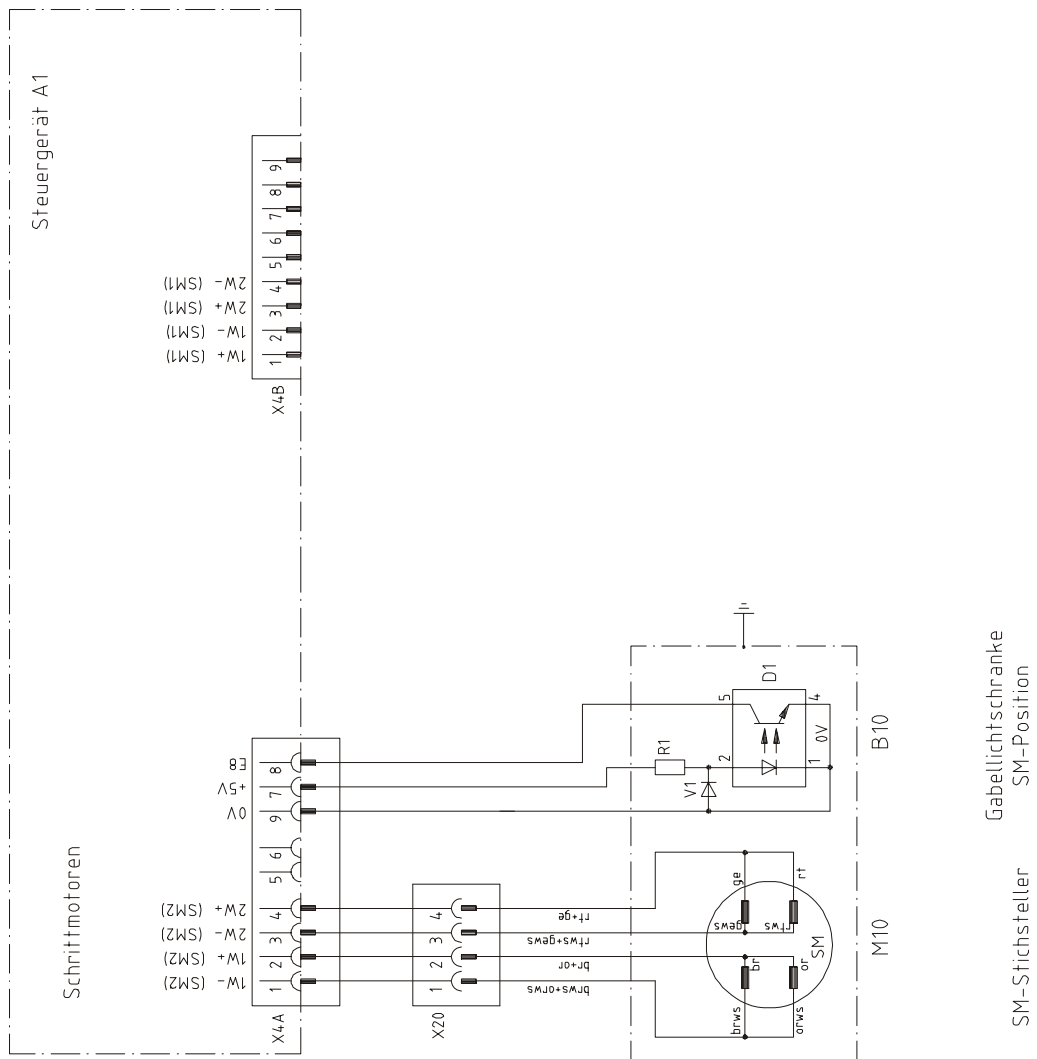 Steuergerät A1
9
8
7
6
5
2W- (SM1)
4
2W+ (SM1)
3
1W- (SM1)
2
1W+ (SM1)
1
X4B
Schrittmotoren
E8
8
+5V
7
0V
9
6
5
2W+ (SM2)
4
2W- (SM2)
3
1W+ (SM2)
2
1W- (SM2)
1
X4A
4
3
2
1
X20
rt+ge
rtws+gews
br+or
brws+orws
R1
V1
D1
5
4
2
1
0V
B10
ge
rt
gews
rtws
SM
br
or
brws
orws
M10
Gabellichtschranke
SM-Position
SM-Stichsteller